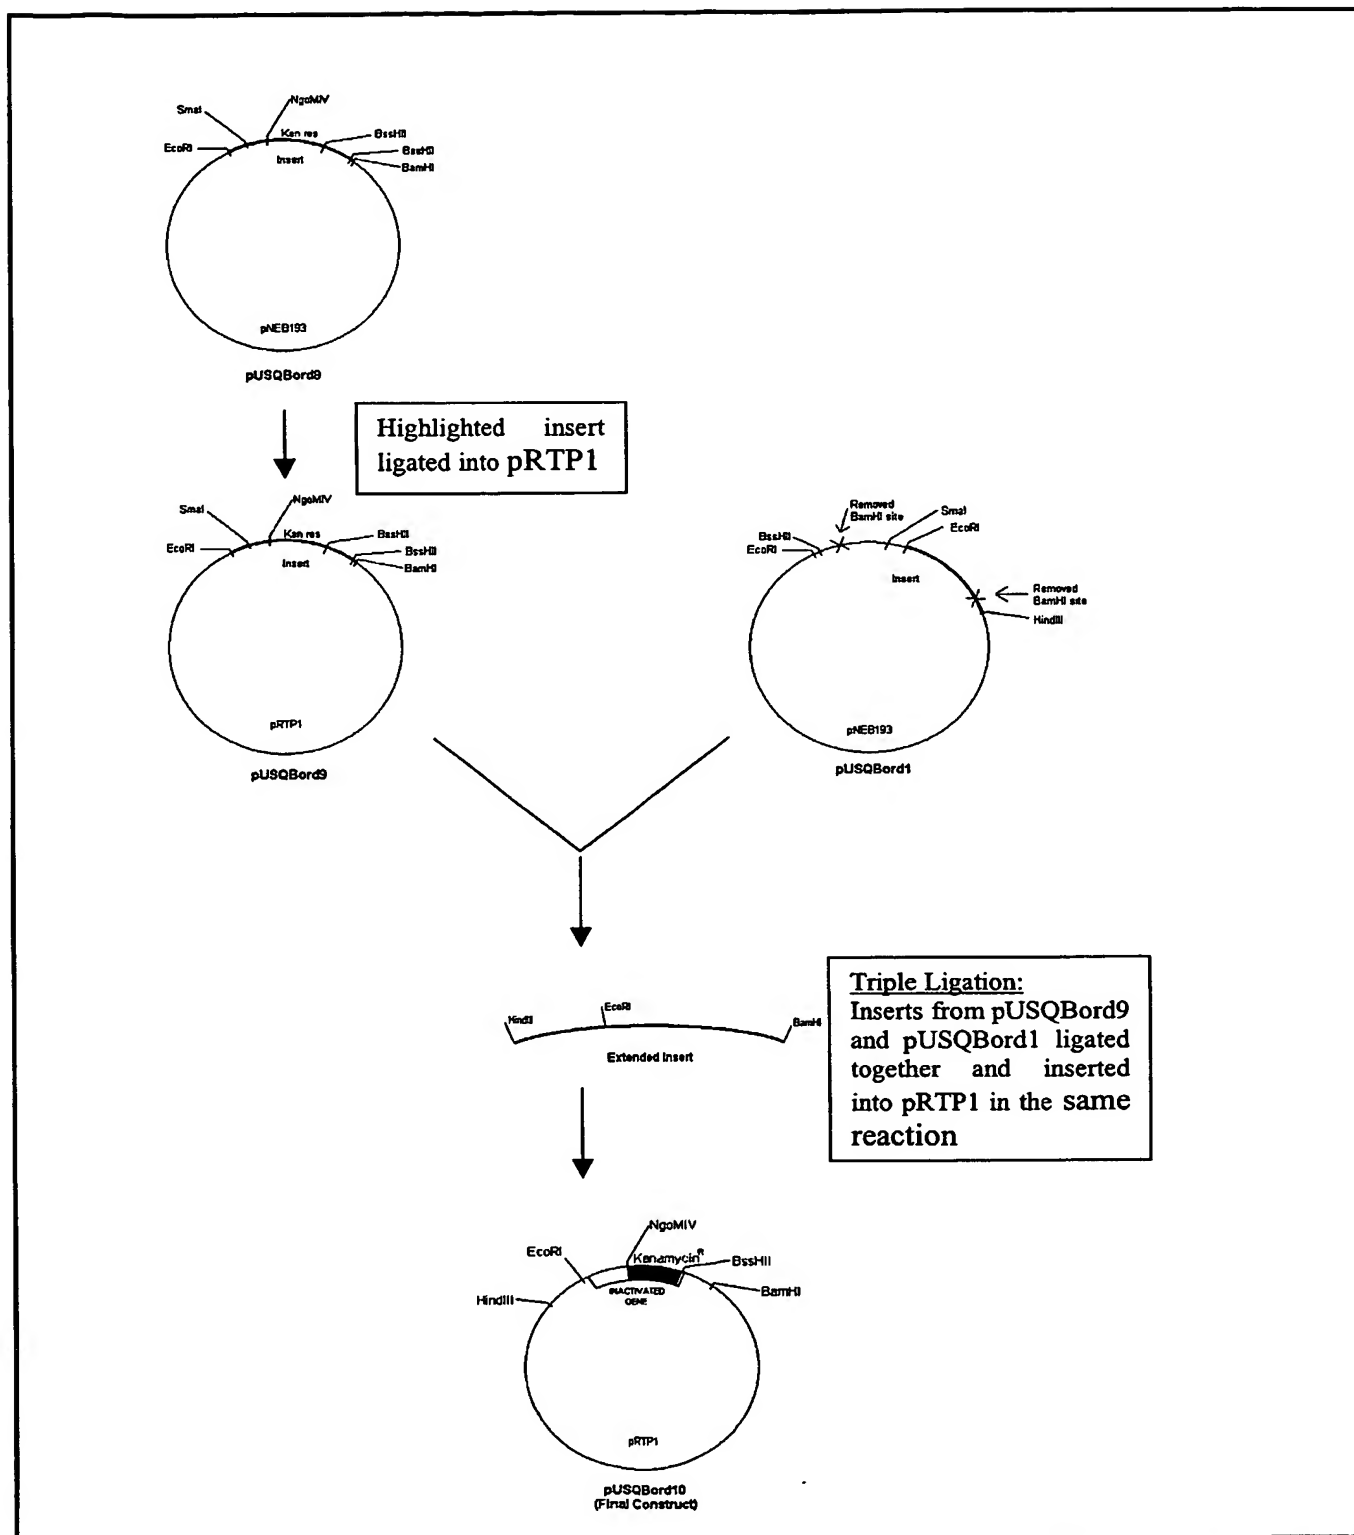 NgoMIV
SmaI
Kan res
BssHII
EcoRI
Insert
BssHII
BamHI
pNEB193
pUSQBord9
Highlighted insert
ligated into pRTP1
NgoMIV
SmaI
Kan res
BssHII
EcoRI
Insert
BssHII
BamHI
pRTP1
pUSQBord9
Removed
BamHI site
SmaI
BssHII
EcoRI
EcoRI
Insert
Removed
BamHI site
HindIII
pNEB193
pUSQBord1
HindIII
EcoRI
BamHI
Extended Insert
Triple Ligation:
Inserts from pUSQBord9
and pUSQBord1 ligated
together and inserted
into pRTP1 in the same
reaction
NgoMIV
EcoRI
Kanamycin^R
BssHII
INACTIVATED
GENE
BamHI
HindIII
pRTP1
pUSQBord10
(Final Construct)